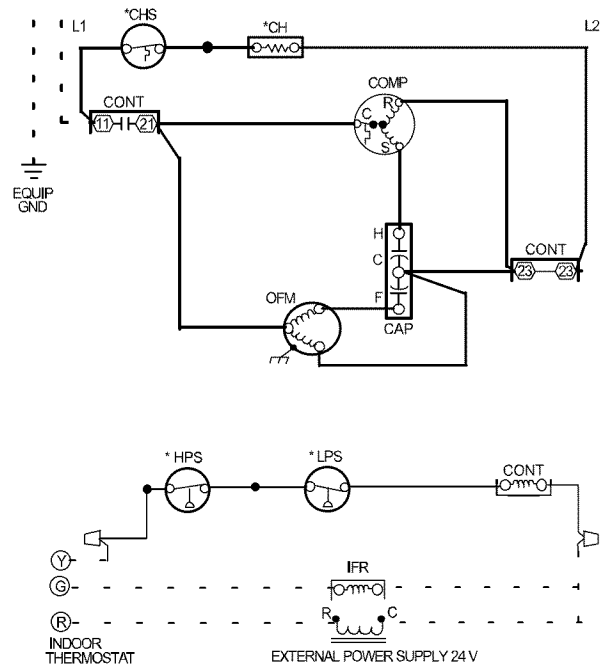 *CHS
L1
*CH
L2
CONT
COMP
11
21
R
C
S
EQUIP
GND
H
C
F
CAP
CONT
23
23
OFM
*HPS
*LPS
CONT
Y
G
IFR
R
R
C
INDOOR
THERMOSTAT
EXTERNAL POWER SUPPLY 24 V